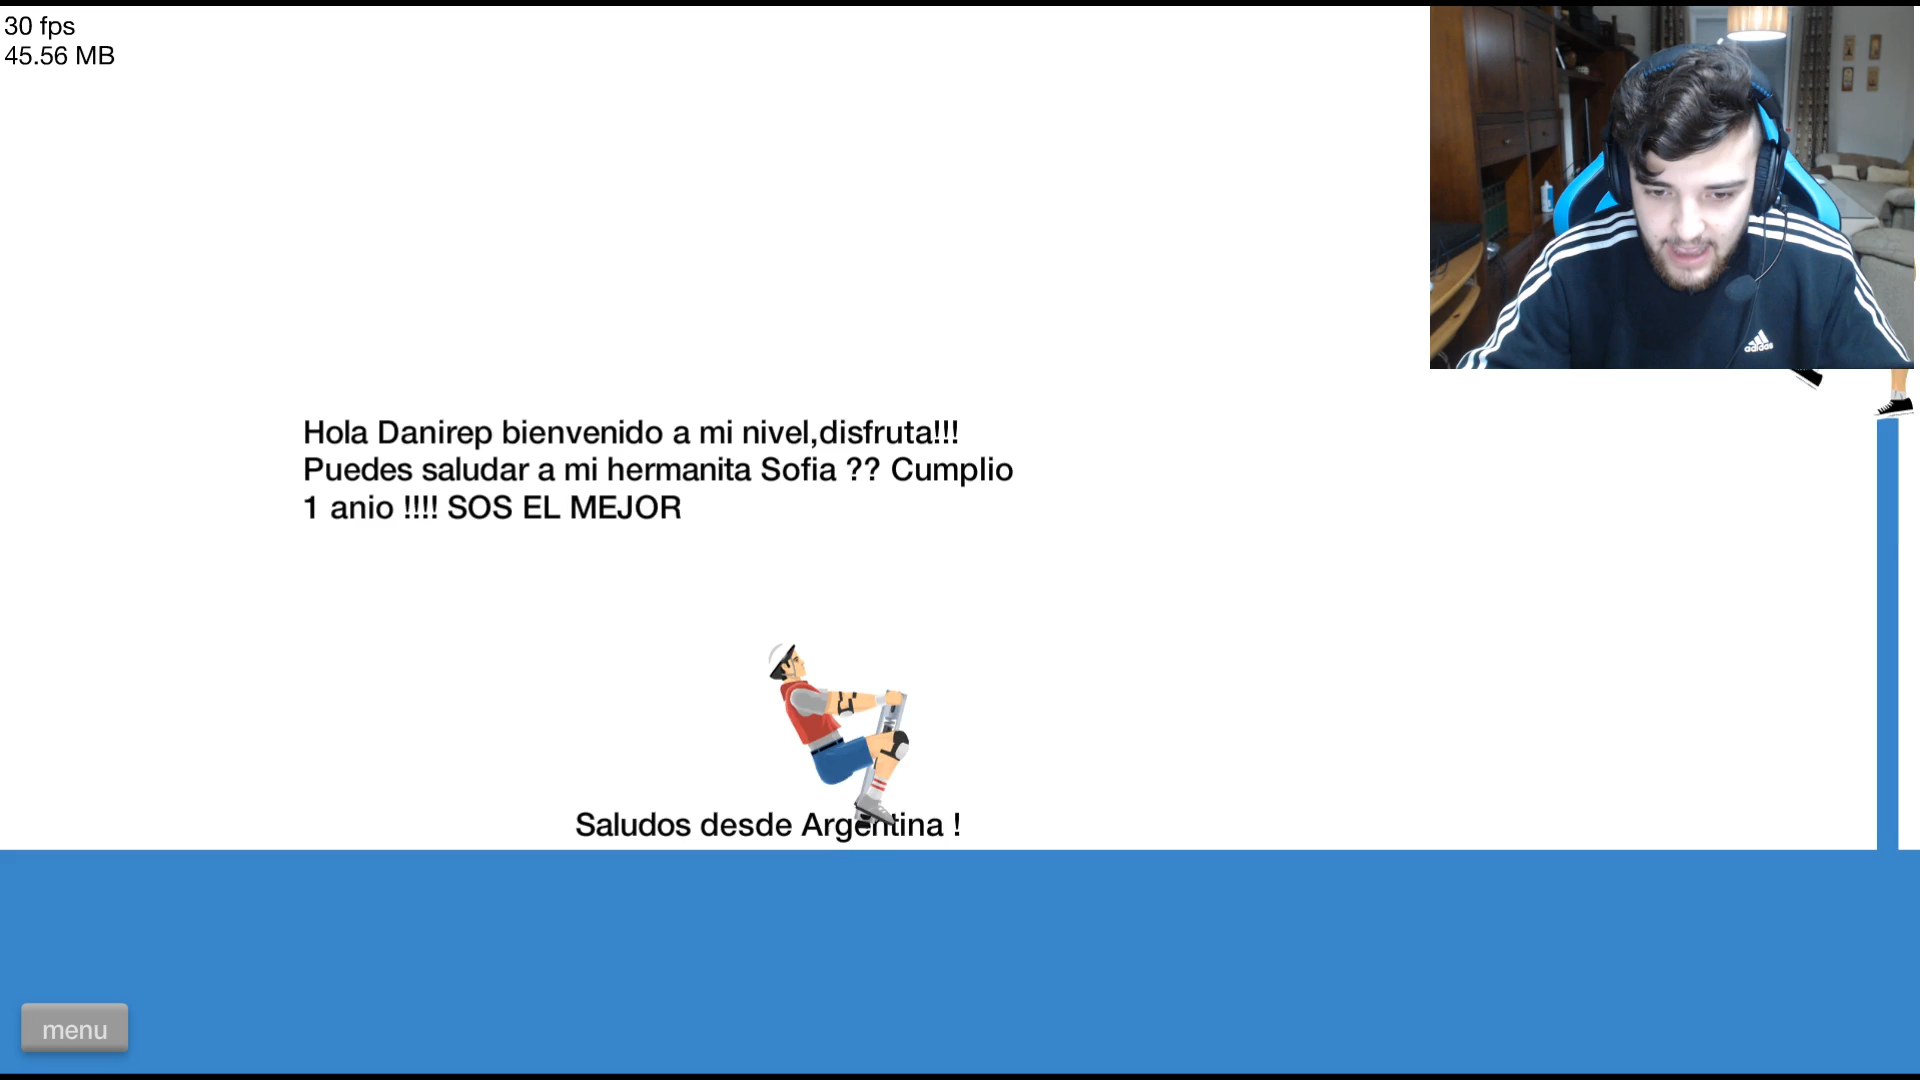 30 fps
45.56 MB
adidas
Hola Danirep bienvenido a mi nivel,disfruta!!!
Puedes saludar a mi hermanita Sofia ?? Cumplio
1 anio !!!! SOS EL MEJOR
Saludos desde Argentina !
menu